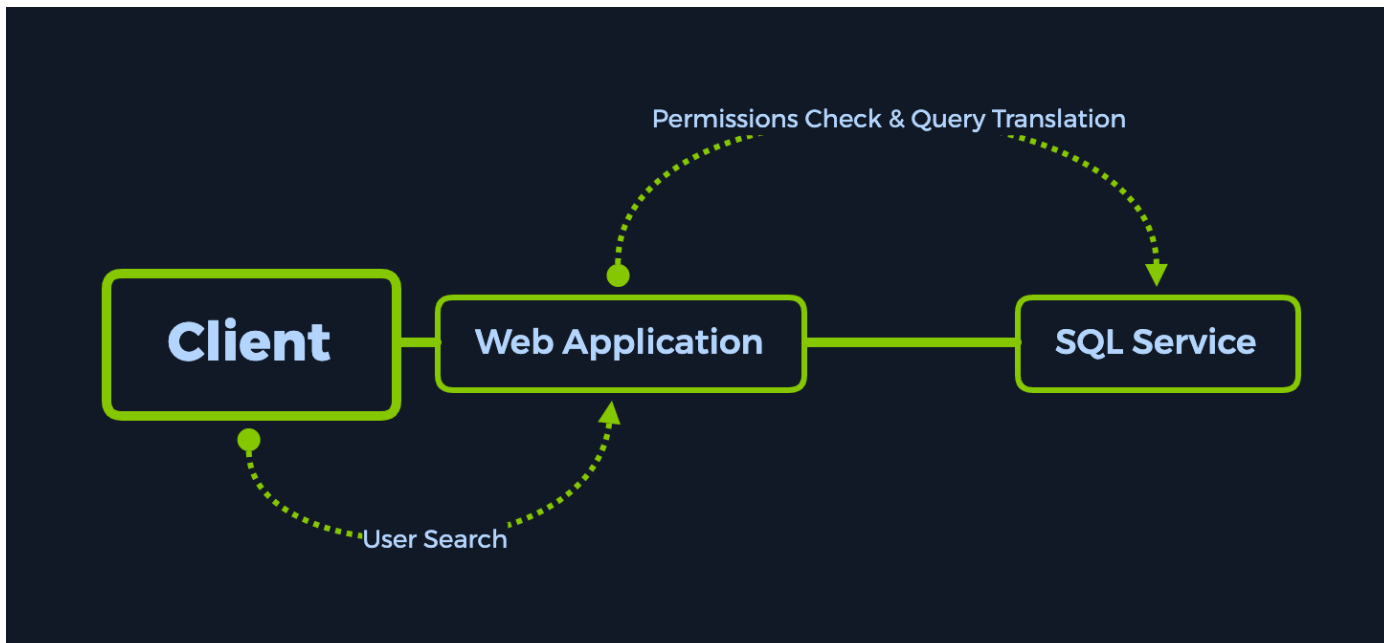 Permissions Check & Query Translation
Client
Web Application
SQL Service
User Search